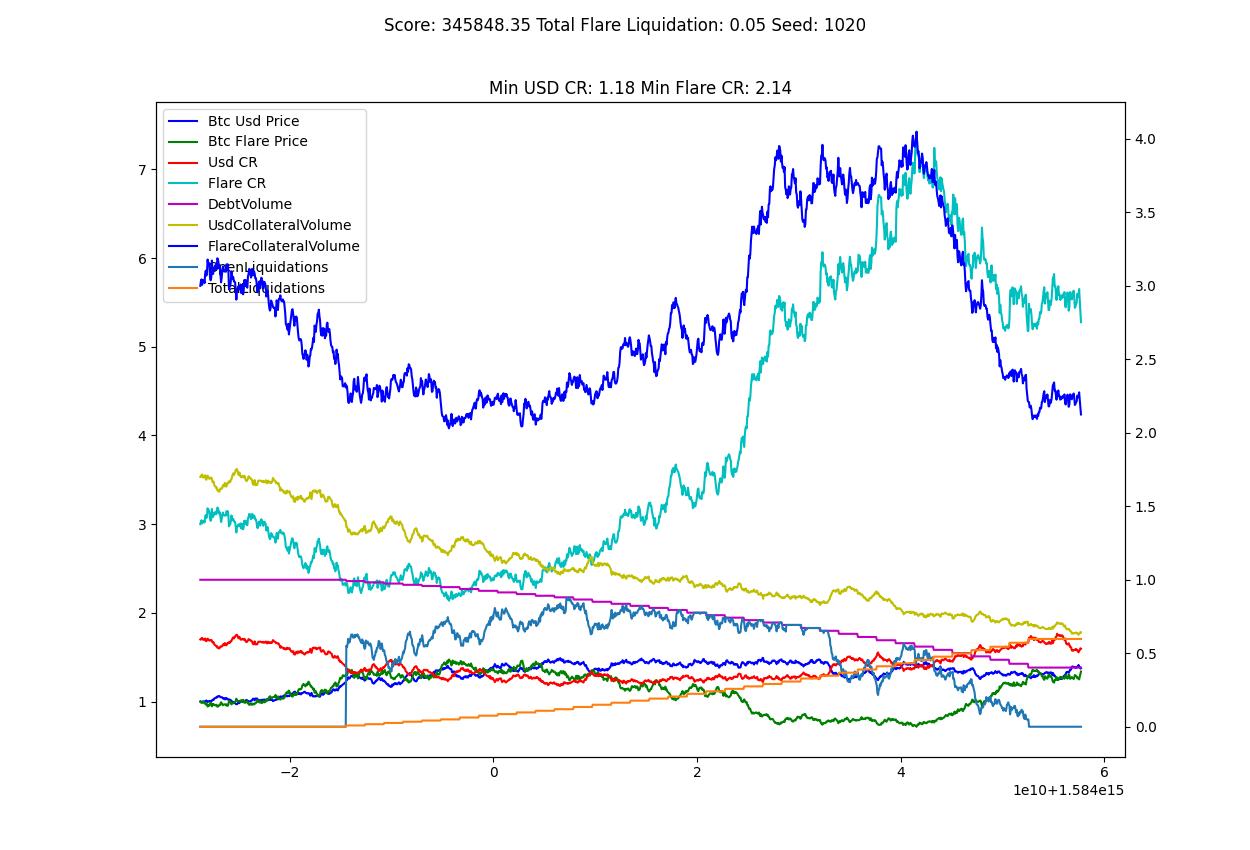 Score: 345848.35 Total Flare Liquidation: 0.05 Seed: 1020
Min USD CR: 1.18 Min Flare CR: 2.14
Btc Usd Price
Btc Flare Price
Usd CR
Flare CR
DebtVolume
UsdCollateralVolume
FlareCollateralVolume
OpenLiquidations
TotalLiquidations
7
6
5
4
3
2
1
4.0
3.5
3.0
2.5
2.0
1.5
1.0
0.5
0.0
−2 0 2 4 6
1e10+1.584e15